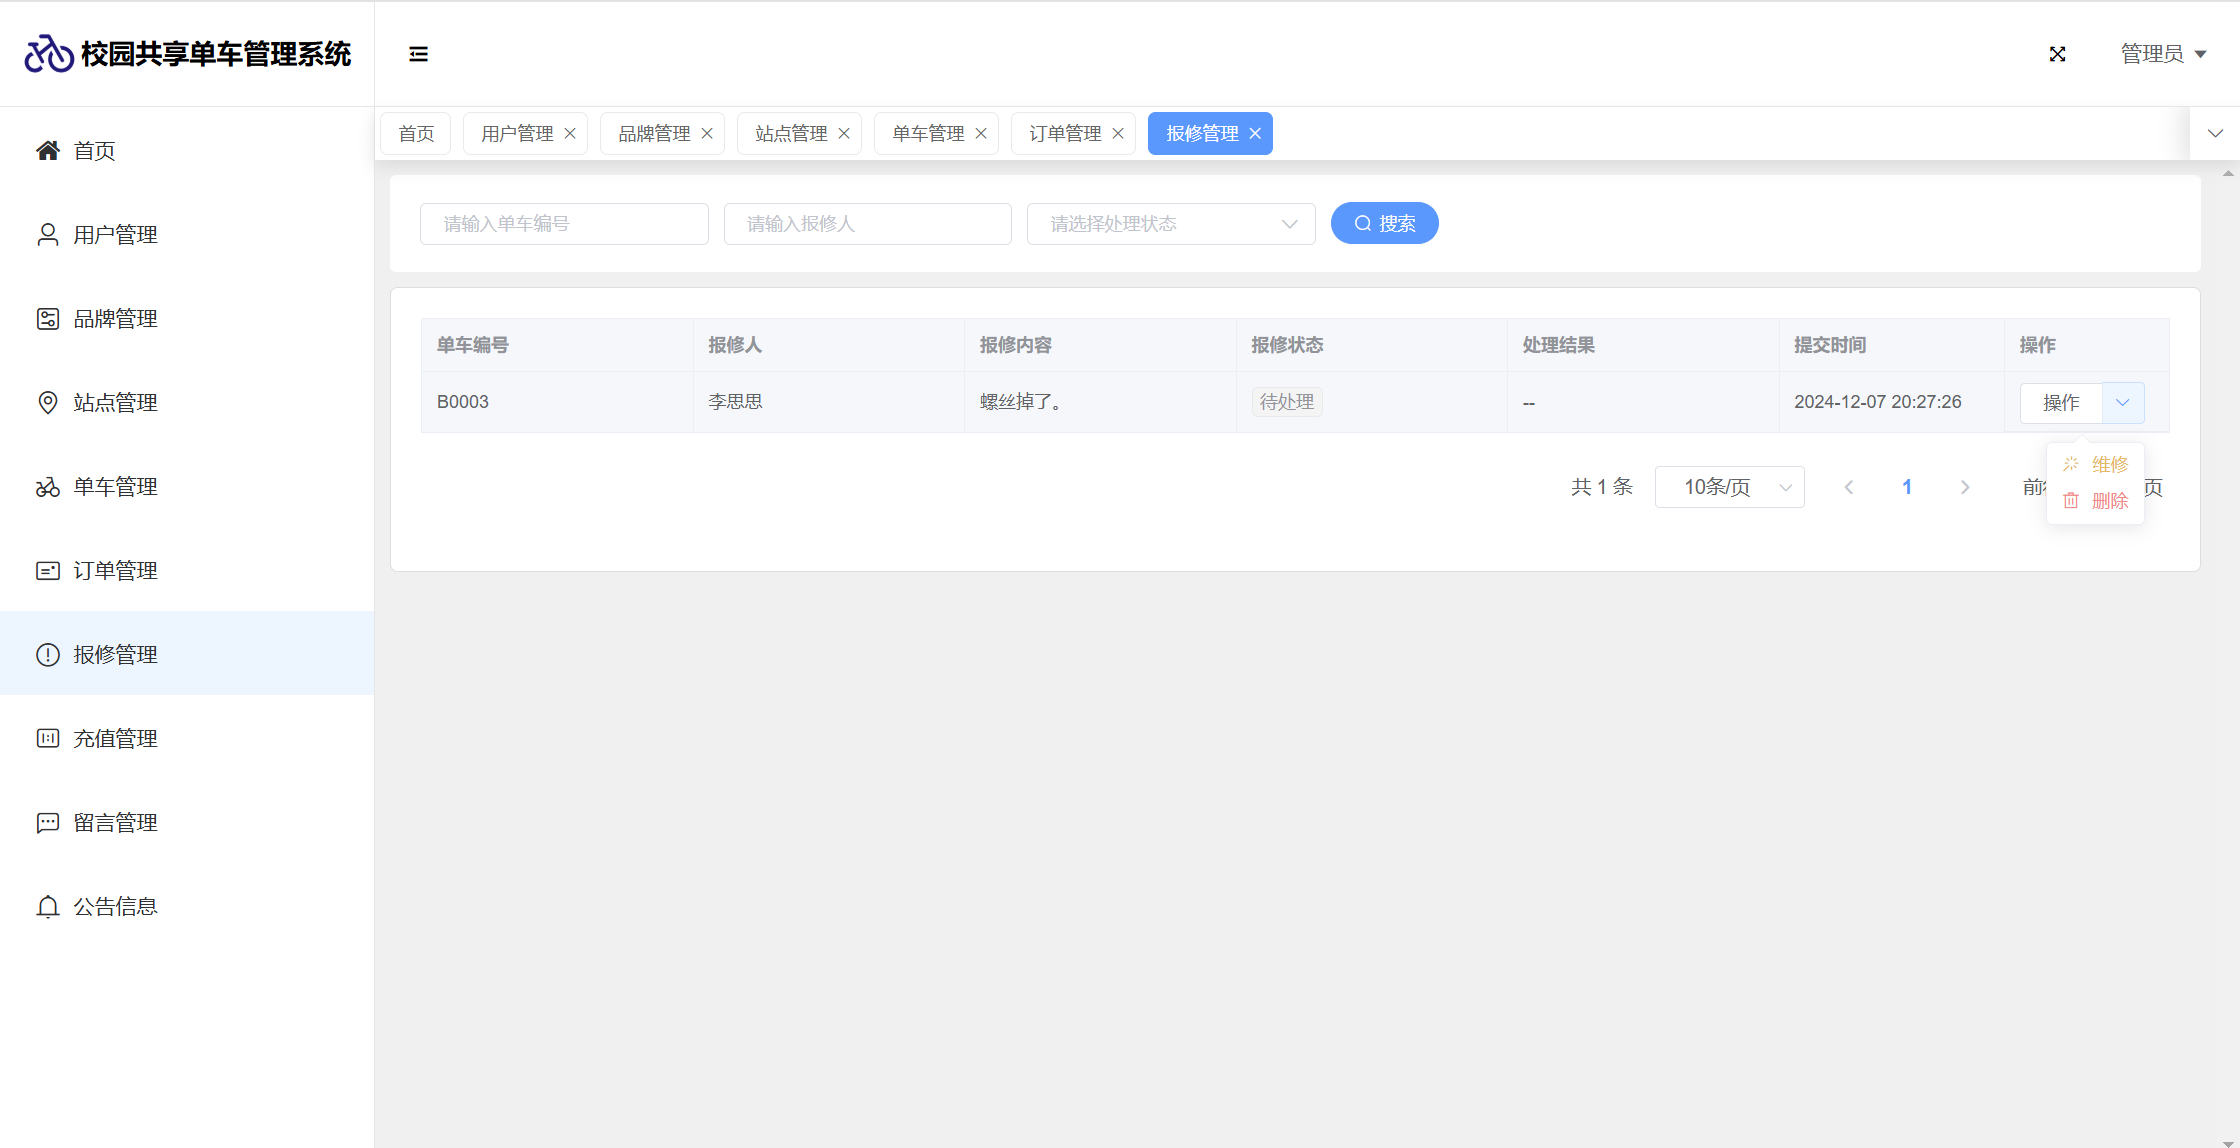 校园共享单车管理系统
管理员
首页
用户管理
品牌管理
站点管理
单车管理
订单管理
报修管理
充值管理
留言管理
公告信息
首页 用户管理 品牌管理 站点管理 单车管理 订单管理 报修管理
请输入单车编号 请输入报修人 请选择处理状态 搜索
单车编号 报修人 报修内容 报修状态 处理结果 提交时间 操作
B0003 李思思 螺丝掉了。 待处理 -- 2024-12-07 20:27:26 操作
维修
删除
共 1 条 10条/页 1 前 页